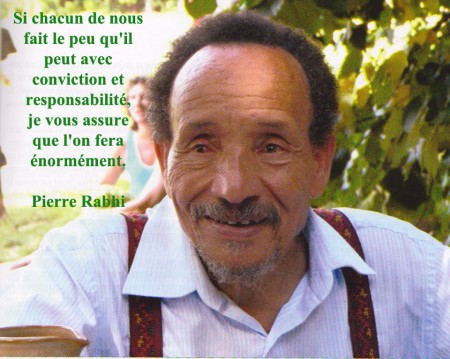 Si chacun de nous
fait le peu qu'il
peut avec
conviction et
responsabilité,
je vous assure
que l'on fera
énormément.
Pierre Rabhi